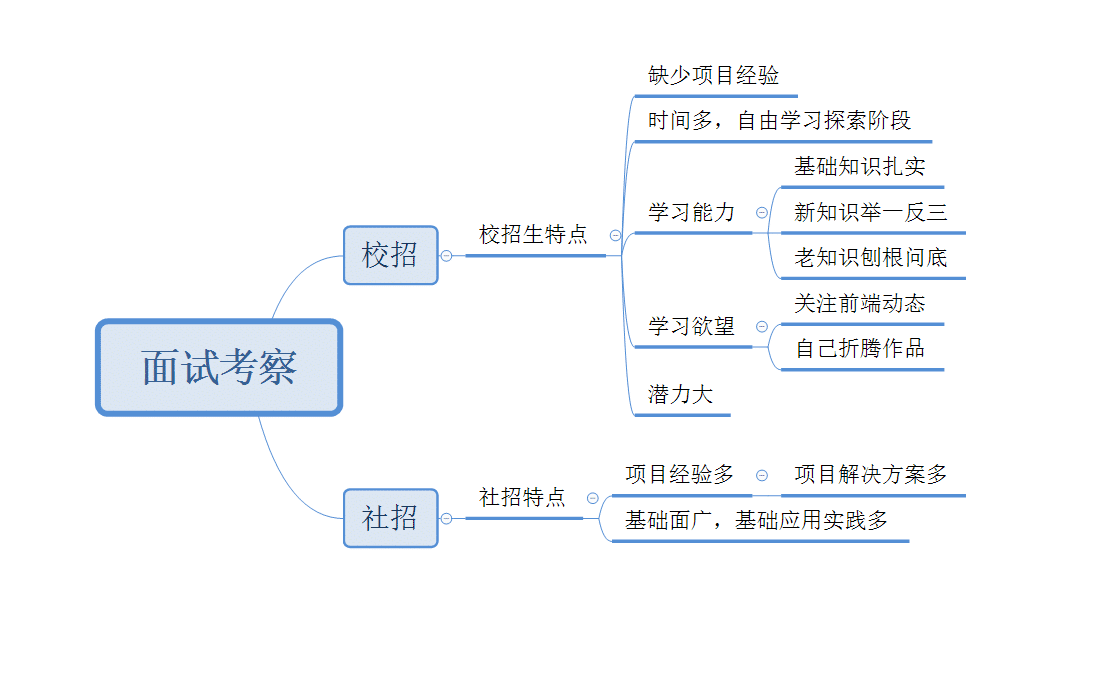 面试考察
校招
校招生特点
缺少项目经验
时间多，自由学习探索阶段
学习能力
基础知识扎实
新知识举一反三
老知识刨根问底
学习欲望
关注前端动态
自己折腾作品
潜力大
社招
社招特点
项目经验多
项目解决方案多
基础面广，基础应用实践多